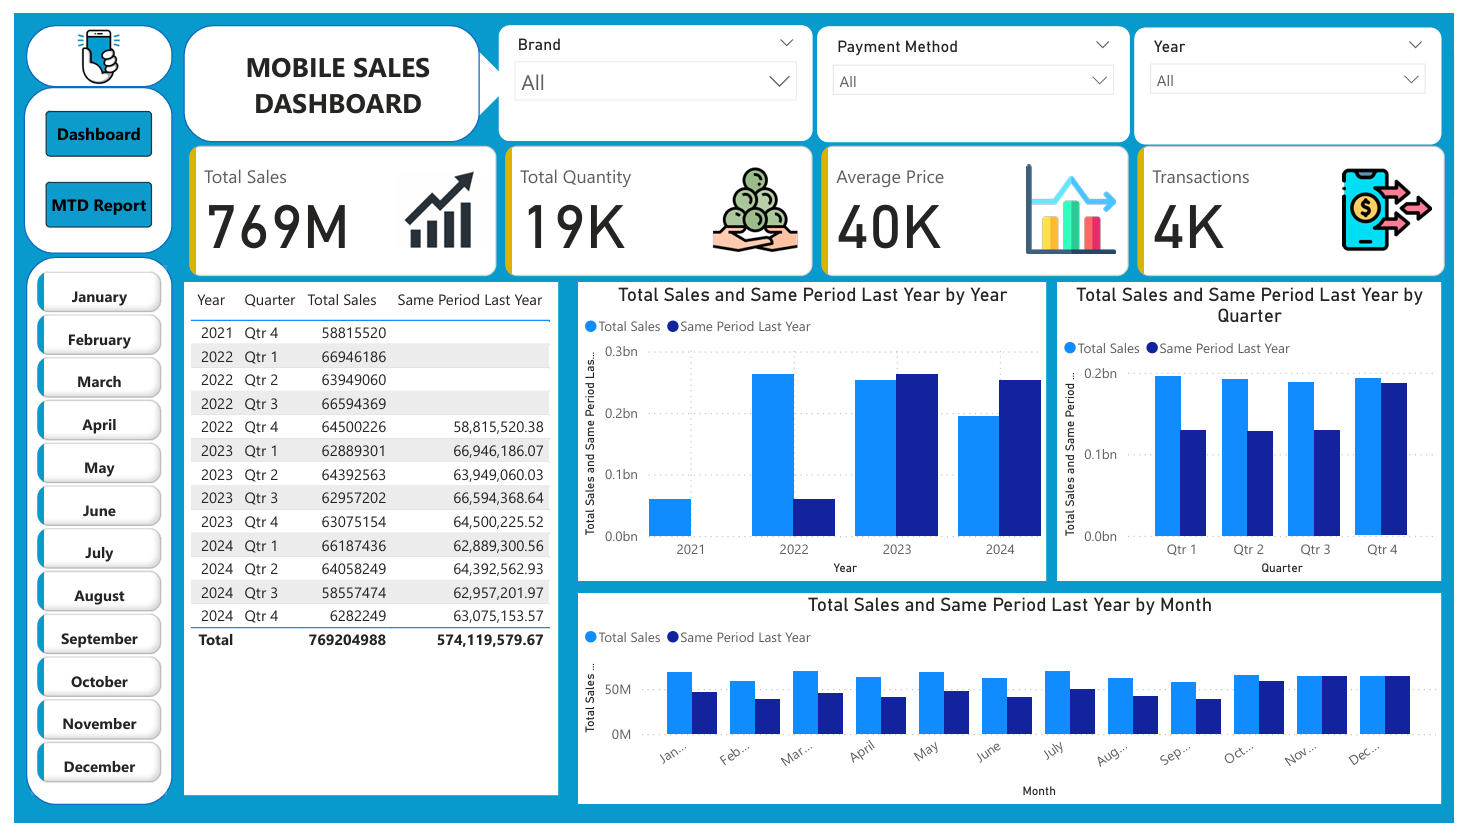 MOBILE SALES
DASHBOARD
Brand
All
Payment Method
All
Year
All
Dashboard
MTD Report
Total Sales
769M
Total Quantity
19K
Average Price
40K
Transactions
4K
$
January
February
March
April
May
June
July
August
September
October
November
December
Year Quarter Total Sales Same Period Last Year
2021 Qtr 4 58815520
2022 Qtr 1 66946186
2022 Qtr 2 63949060
2022 Qtr 3 66594369
2022 Qtr 4 64500226 58,815,520.38
2023 Qtr 1 62889301 66,946,186.07
2023 Qtr 2 64392563 63,949,060.03
2023 Qtr 3 62957202 66,594,368.64
2023 Qtr 4 63075154 64,500,225.52
2024 Qtr 1 66187436 62,889,300.56
2024 Qtr 2 64058249 64,392,562.93
2024 Qtr 3 58557474 62,957,201.97
2024 Qtr 4 6282249 63,075,153.57
Total 769204988 574,119,579.67
Total Sales and Same Period Last Year by Year
Total Sales Same Period Last Year
Total Sales and Same Period Las...
0.3bn
0.2bn
0.1bn
0.0bn
2021 2022 2023 2024
Year
Total Sales and Same Period Last Year by
Quarter
Total Sales Same Period Last Year
Total Sales and Same Period ...
0.2bn
0.1bn
0.0bn
Qtr 1 Qtr 2 Qtr 3 Qtr 4
Quarter
Total Sales and Same Period Last Year by Month
Total Sales Same Period Last Year
Total Sales ...
50M
0M
Jan... Feb... Mar... April May June July Aug... Sep... Oct... Nov... Dec...
Month